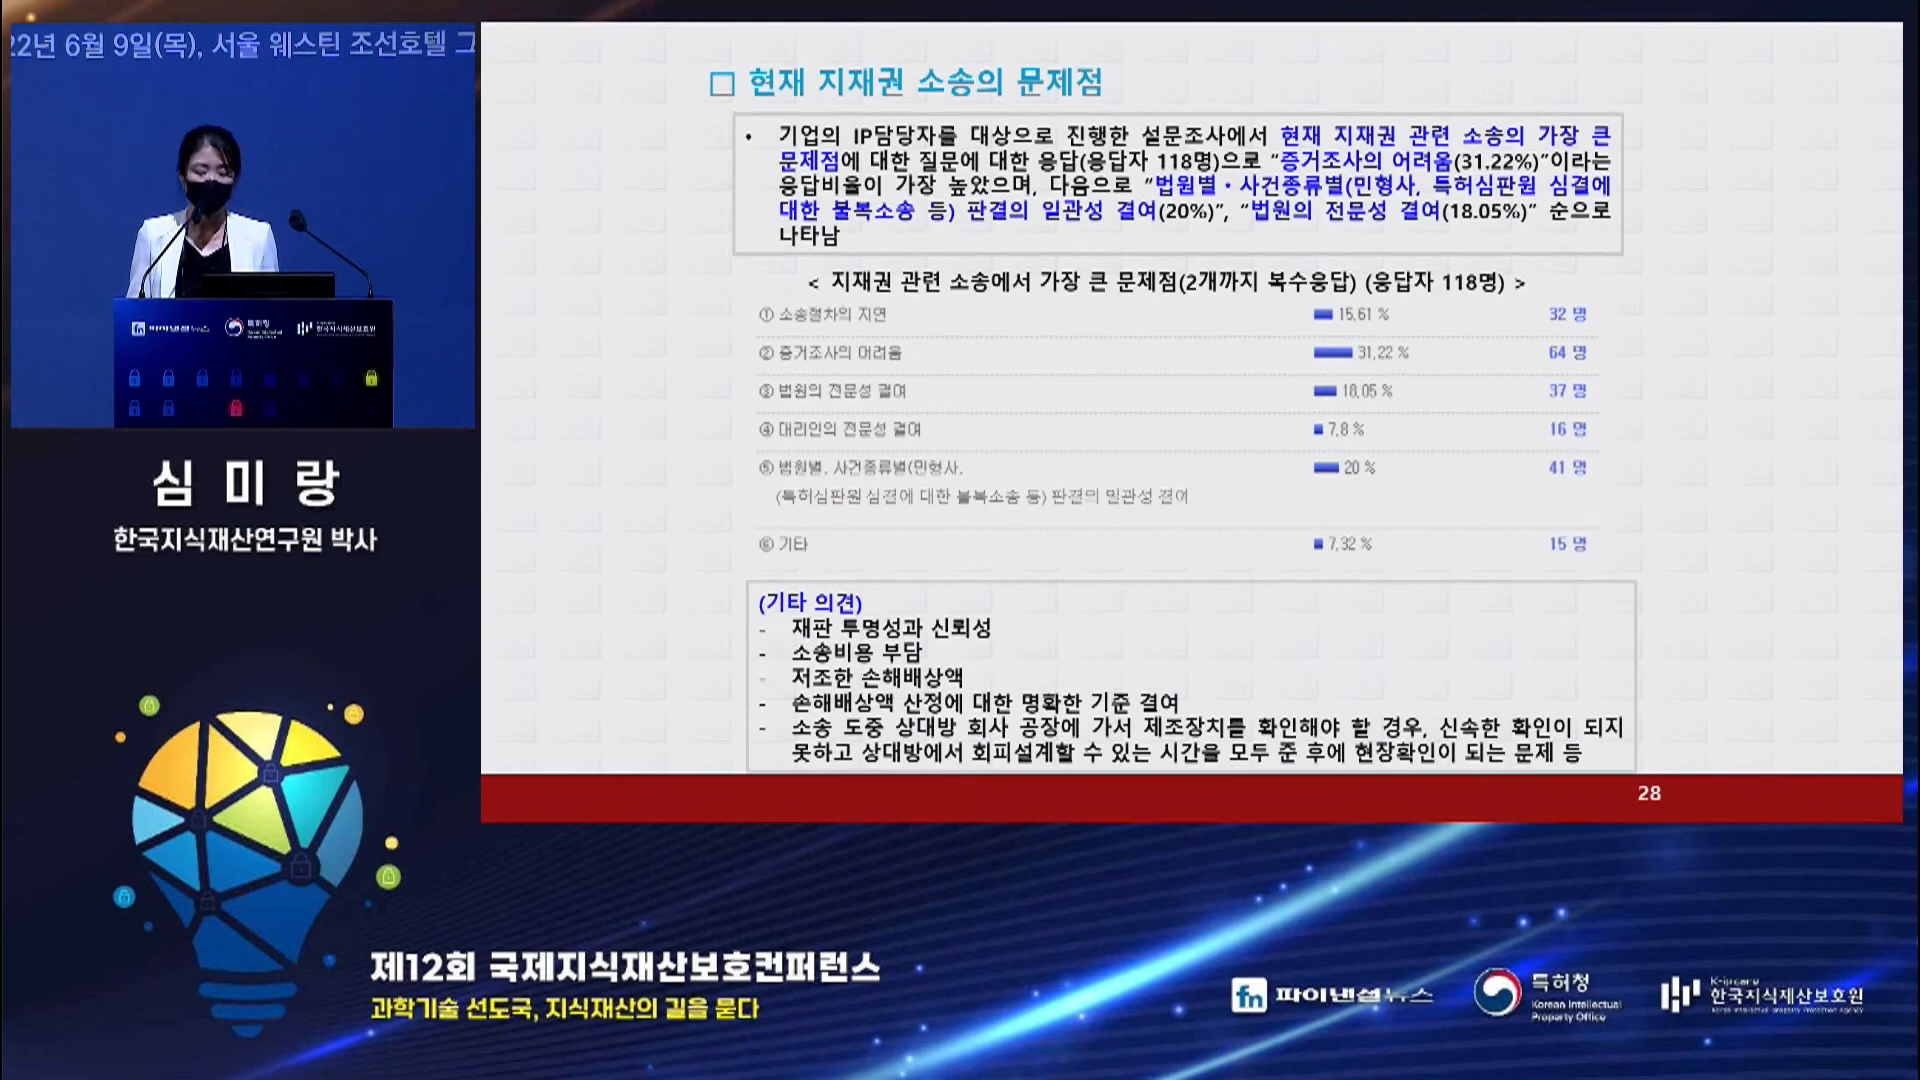 22년 6월 9일(목), 서울 웨스틴 조선호텔 그
파이낸셜뉴스
특허청
한국지식재산보호원
심 미 랑
한국지식재산연구원 박사
□ 현재 지재권 소송의 문제점
• 기업의 IP담당자를 대상으로 진행한 설문조사에서 현재 지재권 관련 소송의 가장 큰
문제점에 대한 질문에 대한 응답(응답자 118명)으로 “증거조사의 어려움(31.22%)”이라는
응답비율이 가장 높았으며, 다음으로 “법원별·사건종류별(민형사, 특허심판원 심결에
대한 불복소송 등) 판결의 일관성 결여(20%)”, “법원의 전문성 결여(18.05%)” 순으로
나타남
< 지재권 관련 소송에서 가장 큰 문제점(2개까지 복수응답) (응답자 118명) >
① 소송절차의 지연 15,61 % 32 명
② 증거조사의 어려움 31,22 % 64 명
③ 법원의 전문성 결여 18,05 % 37 명
④ 대리인의 전문성 결여 7,8 % 16 명
⑤ 법원별, 사건종류별(민형사, 20 % 41 명
(특허심판원 심결에 대한 불복소송 등) 판결의 일관성 결여
⑥ 기타 7,32 % 15 명
(기타 의견)
- 재판 투명성과 신뢰성
- 소송비용 부담
- 저조한 손해배상액
- 손해배상액 산정에 대한 명확한 기준 결여
- 소송 도중 상대방 회사 공장에 가서 제조장치를 확인해야 할 경우, 신속한 확인이 되지
못하고 상대방에서 회피설계할 수 있는 시간을 모두 준 후에 현장확인이 되는 문제 등
28
제12회 국제지식재산보호컨퍼런스
과학기술 선도국, 지식재산의 길을 묻다
fn 파이낸셜뉴스
특허청
Korean Intellectual
Property Office
한국지식재산보호원